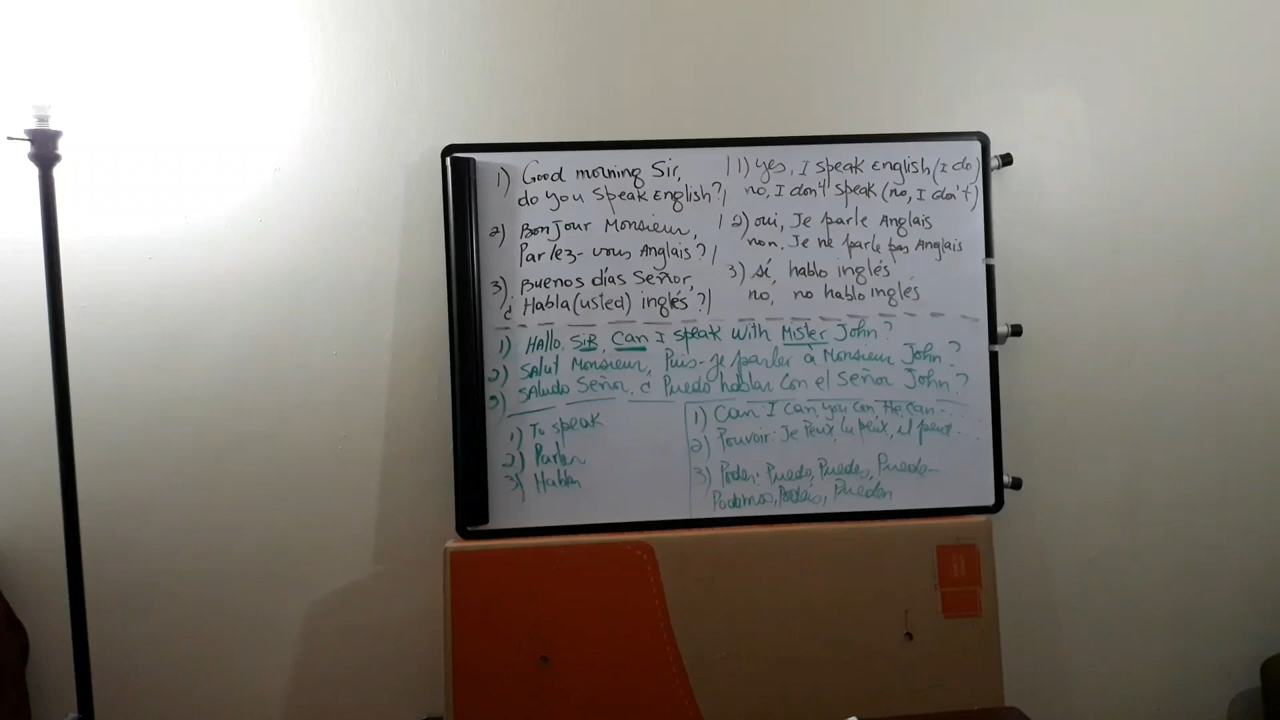 1) Good morning Sir,
do you speak English?/
2) Bonjour Monsieur,
Parlez-vous Anglais?/
3) Buenos días Señor,
¿ Habla (usted) inglés?/
1) yes, I speak english (I do)
no, I don't speak (no, I don't)
2) oui, Je parle Anglais
non, Je ne parle pas Anglais
3) sí, hablo inglés
no, no hablo inglés
1) HAllo, SiR, Can I speak with Mister John?
2) SAlut Monsieur, Puis-je parler à Monsieur John?
3) SAludo Señor, ¿ Puedo hablar con el Señor John?
1) To speak
2) Parler
3) Hablar
1) Can: I can, you can, He can...
2) Pouvoir: Je Peux, tu peux, il peut...
3) Poder: Puedo, Puedes, Puede-
Podemos, Podéis, Pueden